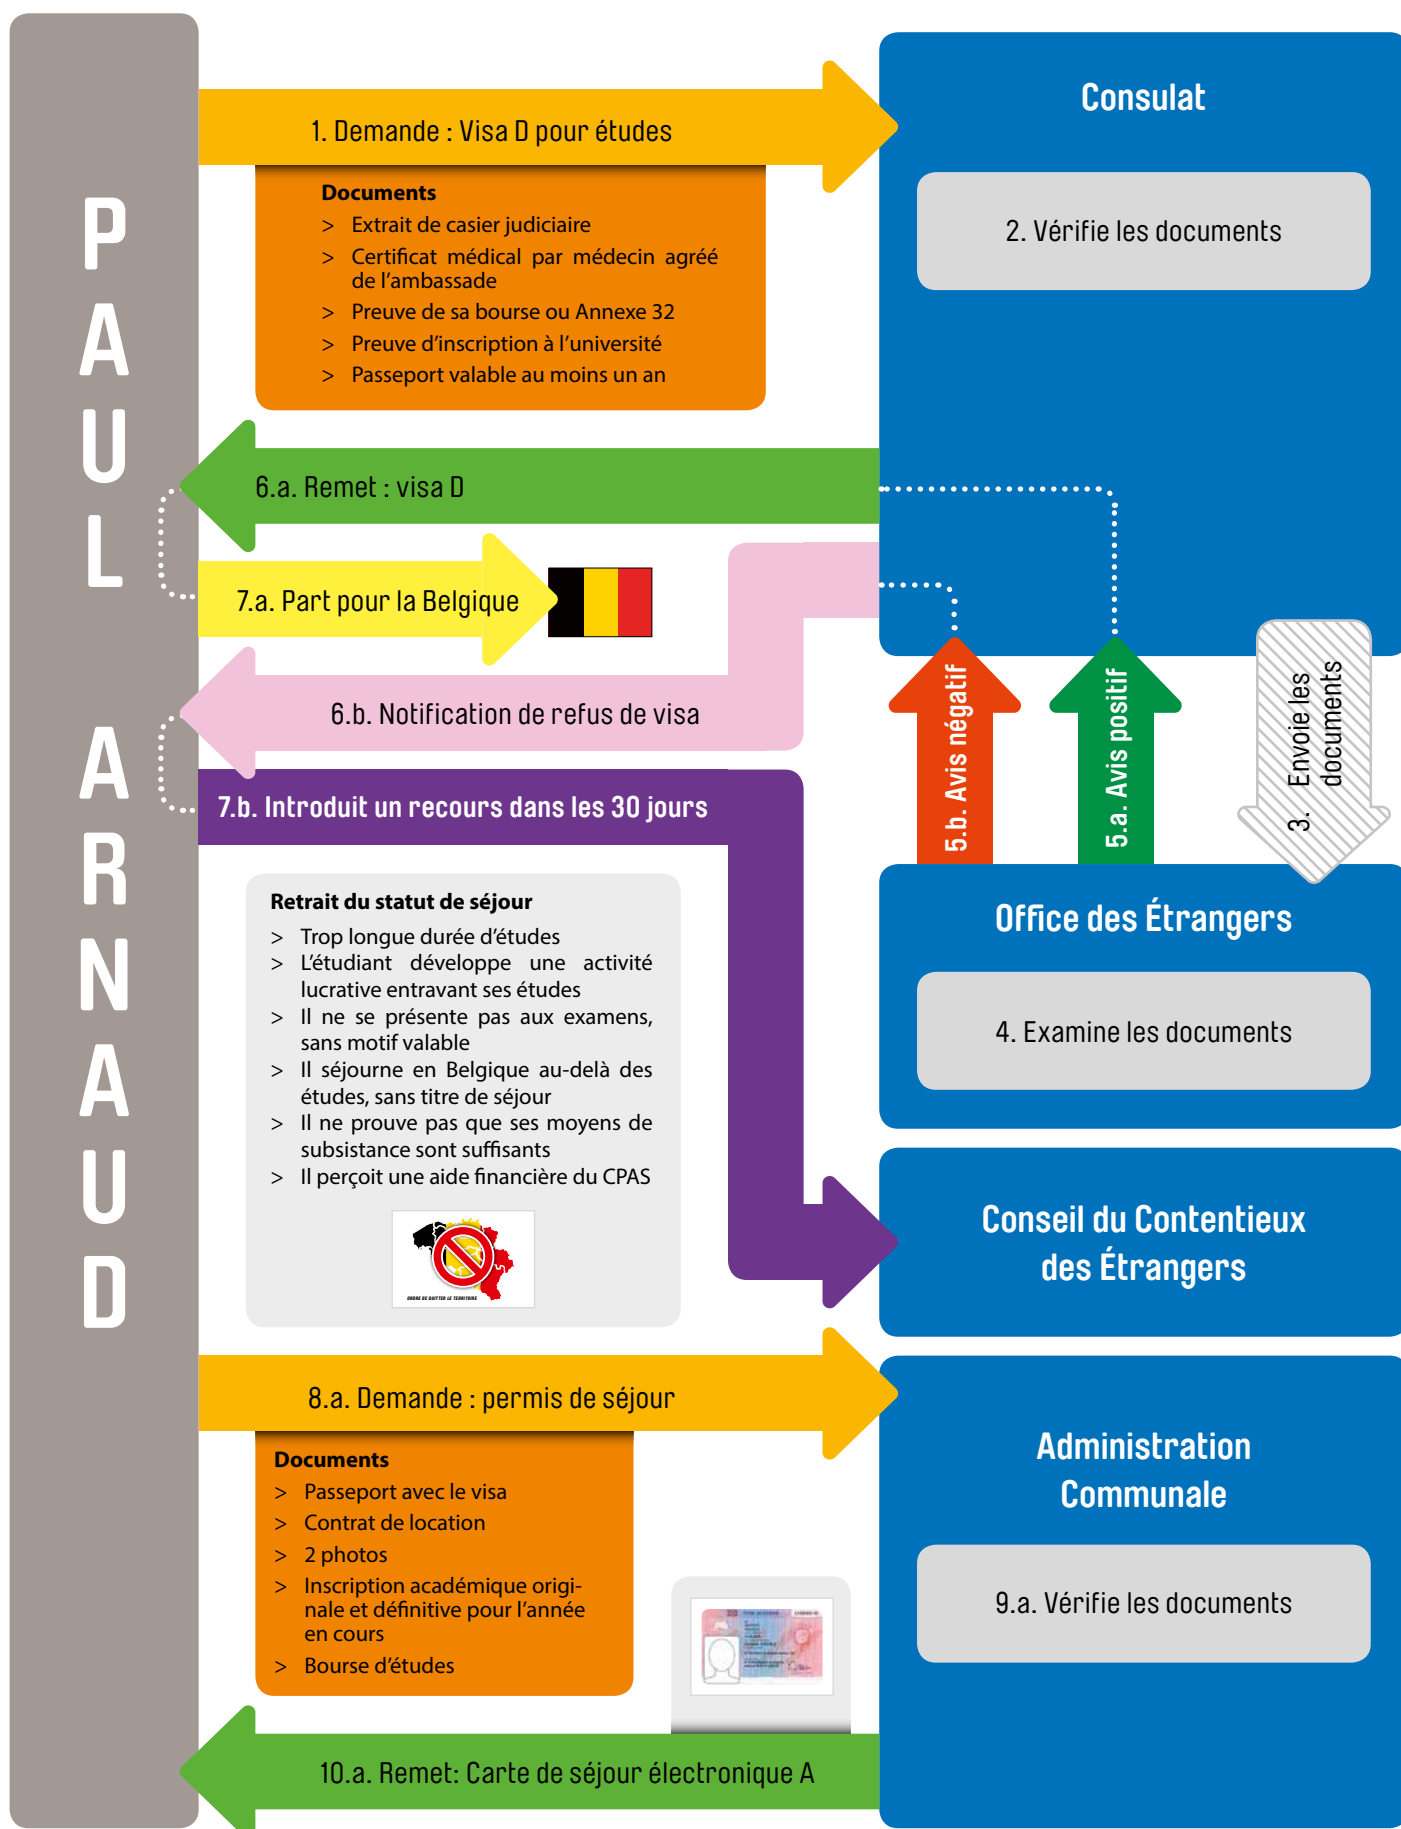 PAUL ARNAUD
1. Demande : Visa D pour études
Documents
> Extrait de casier judiciaire
> Certificat médical par médecin agréé
de l'ambassade
> Preuve de sa bourse ou Annexe 32
> Preuve d'inscription à l'université
> Passeport valable au moins un an
Consulat
2. Vérifie les documents
6.a. Remet : visa D
7.a. Part pour la Belgique
6.b. Notification de refus de visa
7.b. Introduit un recours dans les 30 jours
5.b. Avis négatif
5.a. Avis positif
3. Envoie les
documents
Office des Étrangers
4. Examine les documents
Retrait du statut de séjour
> Trop longue durée d'études
> L'étudiant développe une activité
lucrative entravant ses études
> Il ne se présente pas aux examens,
sans motif valable
> Il séjourne en Belgique au-delà des
études, sans titre de séjour
> Il ne prouve pas que ses moyens de
subsistance sont suffisants
> Il perçoit une aide financière du CPAS
ORDRE DE QUITTER LE TERRITOIRE
Conseil du Contentieux
des Étrangers
8.a. Demande : permis de séjour
Documents
> Passeport avec le visa
> Contrat de location
> 2 photos
> Inscription académique origi-
nale et définitive pour l'année
en cours
> Bourse d'études
Administration
Communale
9.a. Vérifie les documents
10.a. Remet: Carte de séjour électronique A